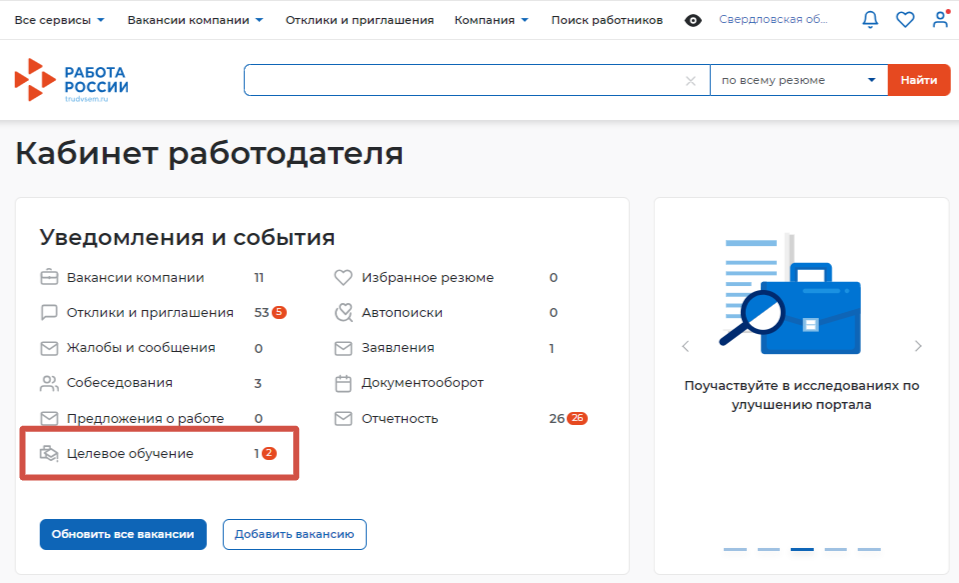 Все сервисы Вакансии компании Отклики и приглашения Компания Поиск работников Свердловская об...
РАБОТА
РОССИИ
trudvsem.ru
по всему резюме Найти
Кабинет работодателя
Уведомления и события
Вакансии компании 11
Отклики и приглашения 53 5
Жалобы и сообщения 0
Собеседования 3
Предложения о работе 0
Целевое обучение 1 2
Избранное резюме 0
Автопоиски 0
Заявления 1
Документооборот
Отчетность 26 26
Обновить все вакансии Добавить вакансию
Поучаствуйте в исследованиях по
улучшению портала